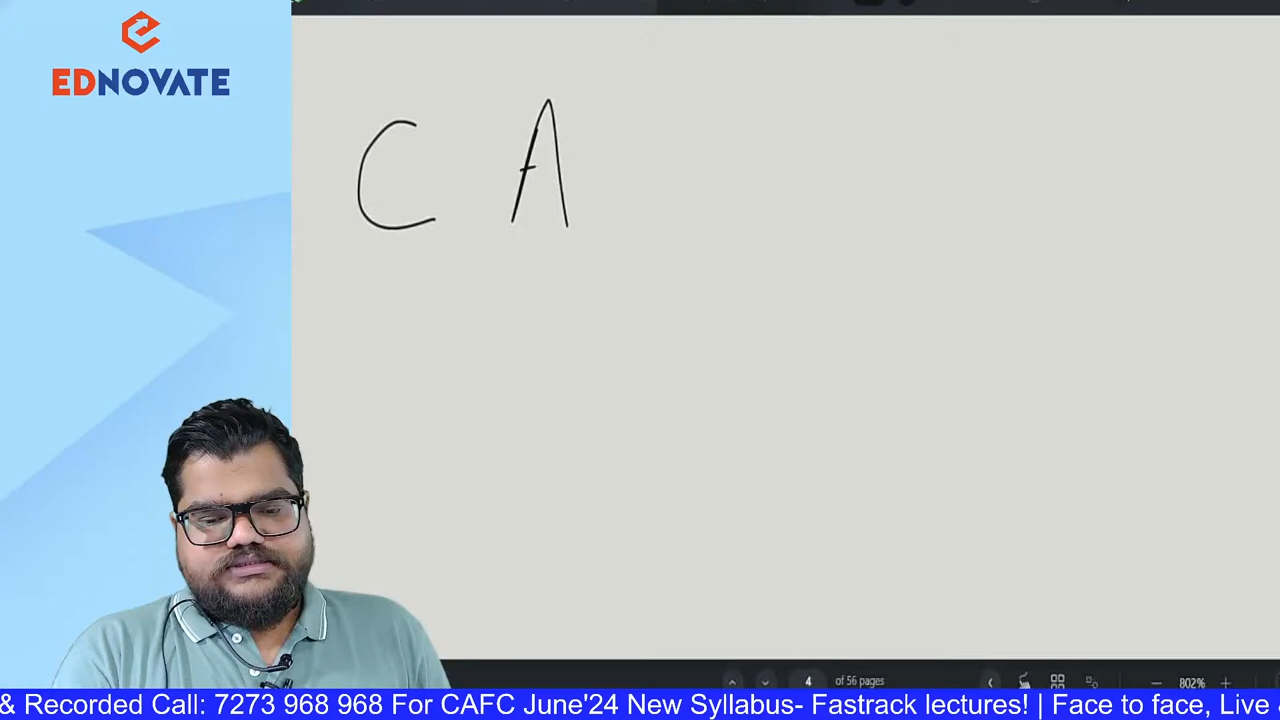 EDNOVATE
C A
4 of 56 pages
802%
& Recorded Call: 7273 968 968 For CAFC June'24 New Syllabus- Fastrack lectures! | Face to face, Live